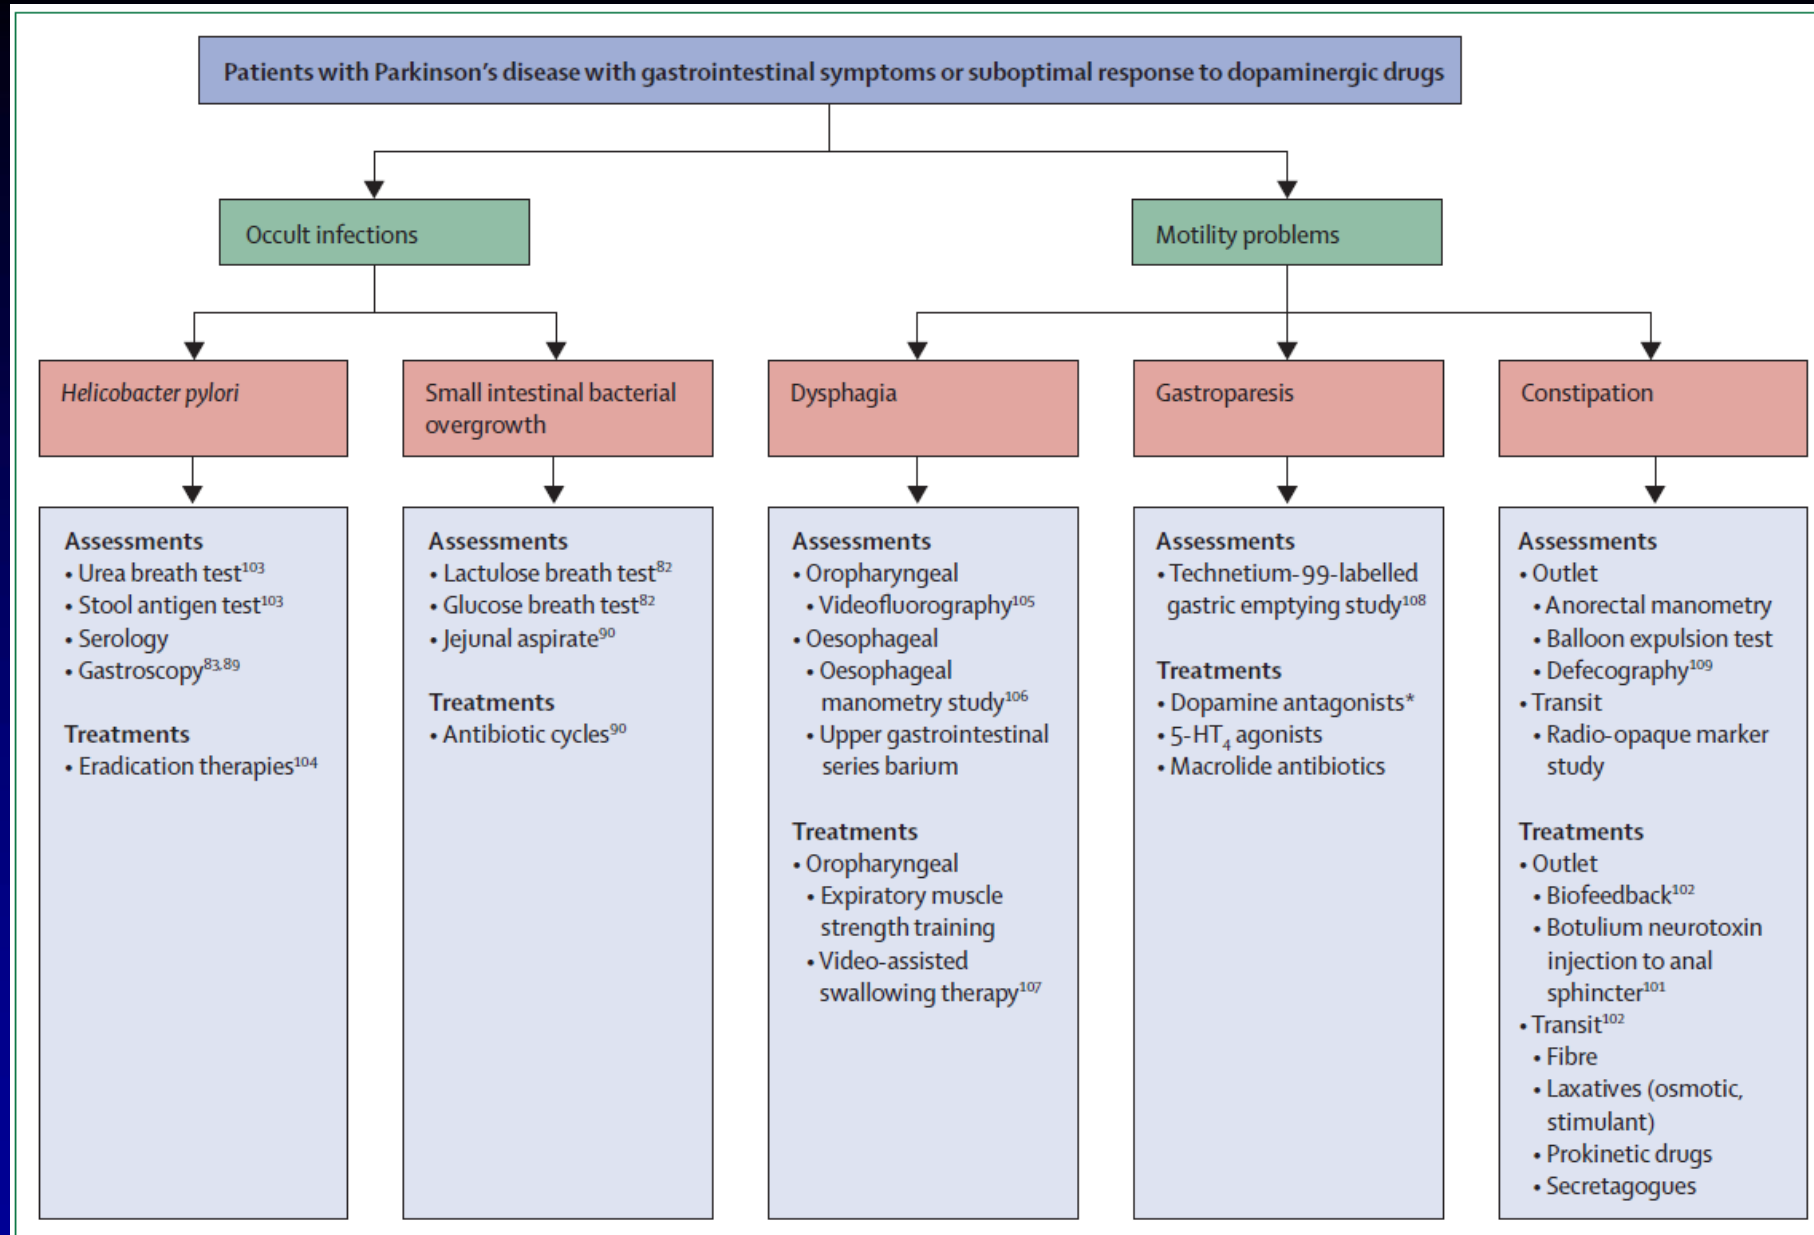 Patients with Parkinson's disease with gastrointestinal symptoms or suboptimal response to dopaminergic drugs
Occult infections
Motility problems
Helicobacter pylori
Small intestinal bacterial
overgrowth
Dysphagia
Gastroparesis
Constipation
Assessments
• Urea breath test103
• Stool antigen test103
• Serology
• Gastroscopy83,89
Treatments
• Eradication therapies104
Assessments
• Lactulose breath test82
• Glucose breath test82
• Jejunal aspirate90
Treatments
• Antibiotic cycles90
Assessments
• Oropharyngeal
• Videofluorography105
• Oesophageal
• Oesophageal
manometry study106
• Upper gastrointestinal
series barium
Treatments
• Oropharyngeal
• Expiratory muscle
strength training
• Video-assisted
swallowing therapy107
Assessments
• Technetium-99-labelled
gastric emptying study108
Treatments
• Dopamine antagonists*
• 5-HT4 agonists
• Macrolide antibiotics
Assessments
• Outlet
• Anorectal manometry
• Balloon expulsion test
• Defecography109
• Transit
• Radio-opaque marker
study
Treatments
• Outlet
• Biofeedback102
• Botulium neurotoxin
injection to anal
sphincter101
• Transit102
• Fibre
• Laxatives (osmotic,
stimulant)
• Prokinetic drugs
• Secretagogues